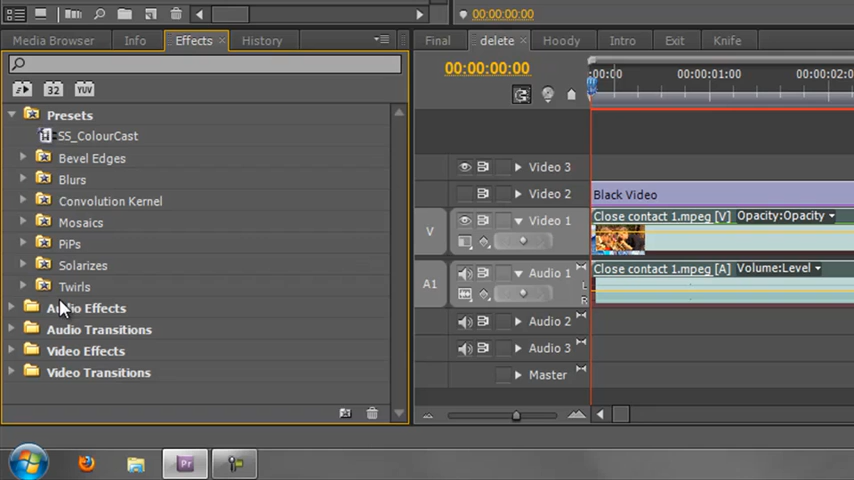 00:00:00:00
Media Browser Info Effects × History
Final delete × Hoody Intro Exit Knife
00:00:00:00
:00:00 00:00:01:00 00:00:02:0
32 YUV
Presets
SS_ColourCast
Bevel Edges
Blurs
Convolution Kernel
Mosaics
PiPs
Solarizes
Twirls
Audio Effects
Audio Transitions
Video Effects
Video Transitions
Video 3
Video 2
Black Video
V
Video 1
Close contact 1.mpeg [V] Opacity:Opacity
A1
Audio 1
L
R
Close contact 1.mpeg [A] Volume:Level
Audio 2
Audio 3
Master
Pr